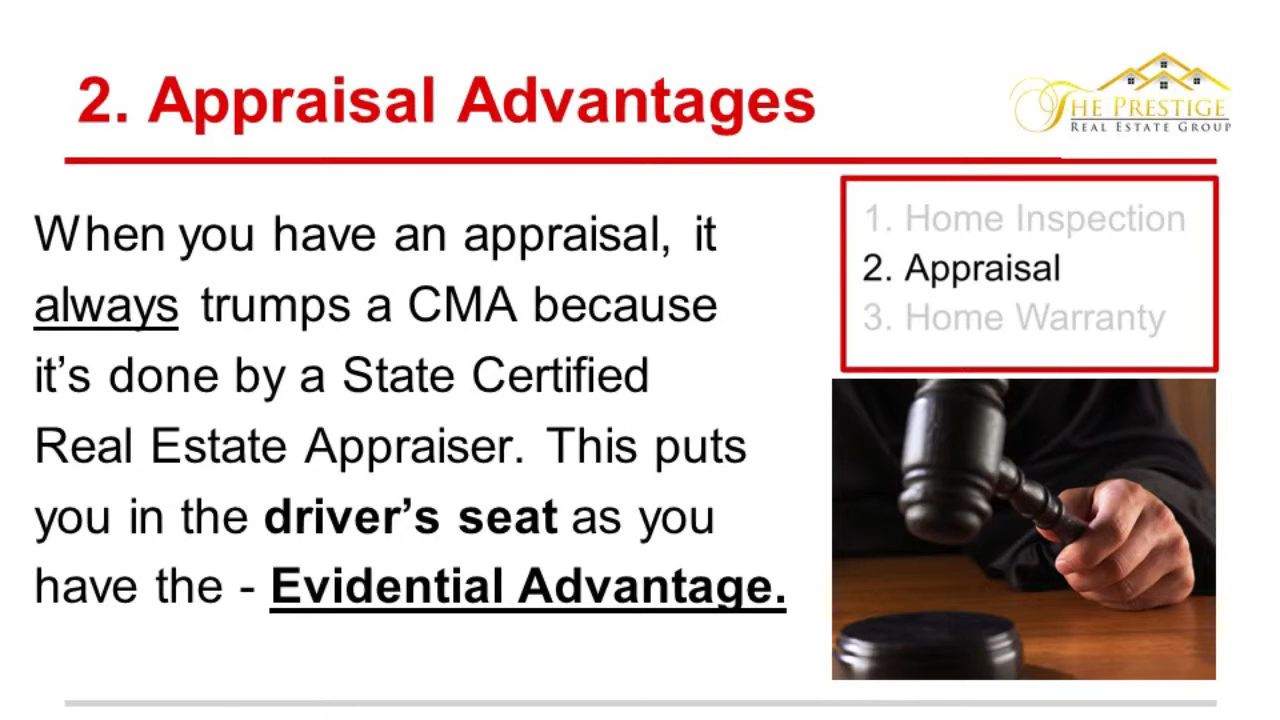 2. Appraisal Advantages
THE PRESTIGE
REAL ESTATE GROUP
When you have an appraisal, it
always trumps a CMA because
it’s done by a State Certified
Real Estate Appraiser. This puts
you in the driver’s seat as you
have the - Evidential Advantage.
1. Home Inspection
2. Appraisal
3. Home Warranty